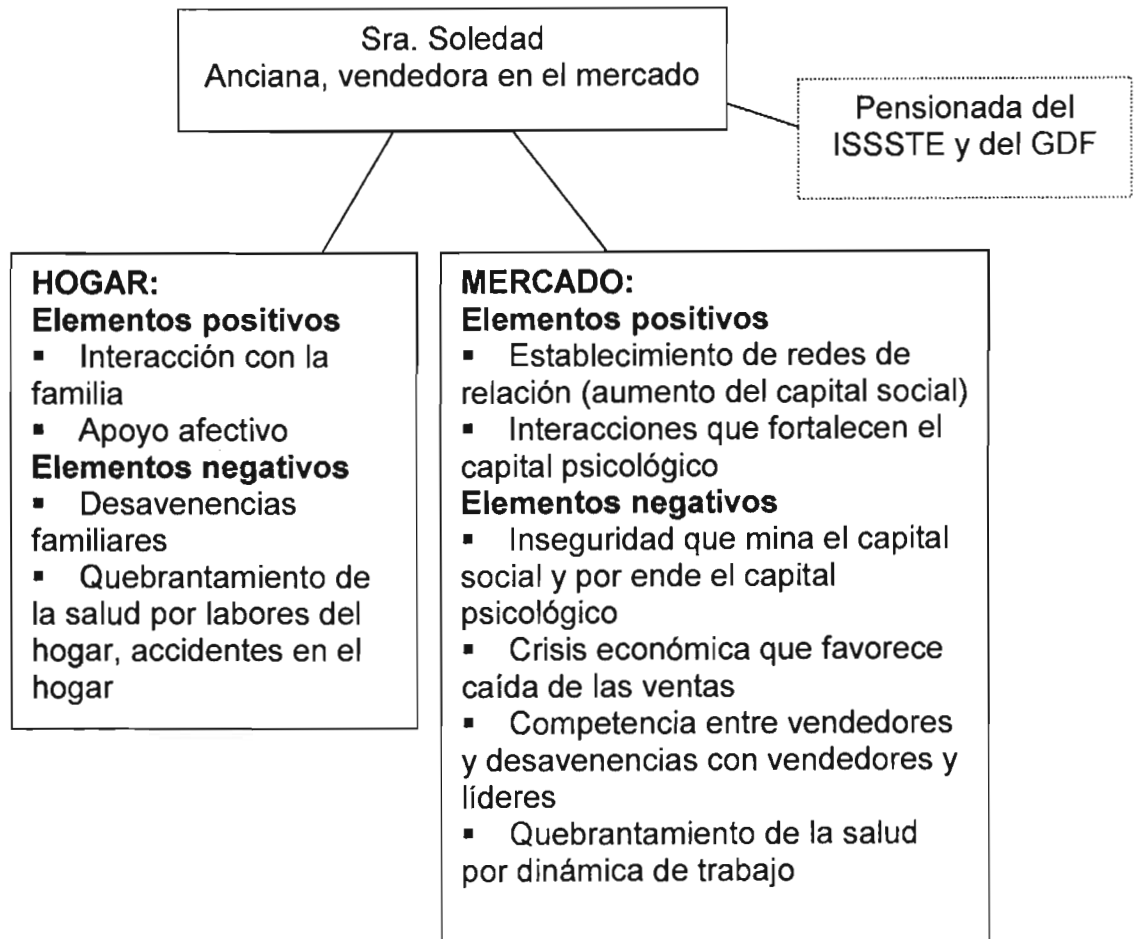 Sra. Soledad
Anciana, vendedora en el mercado
Pensionada del
ISSSTE y del GDF
HOGAR:
Elementos positivos
▪ Interacción con la
familia
▪ Apoyo afectivo
Elementos negativos
▪ Desavenencias
familiares
▪ Quebrantamiento de
la salud por labores del
hogar, accidentes en el
hogar
MERCADO:
Elementos positivos
▪ Establecimiento de redes de
relación (aumento del capital social)
▪ Interacciones que fortalecen el
capital psicológico
Elementos negativos
▪ Inseguridad que mina el capital
social y por ende el capital
psicológico
▪ Crisis económica que favorece
caída de las ventas
▪ Competencia entre vendedores
y desavenencias con vendedores y
líderes
▪ Quebrantamiento de la salud
por dinámica de trabajo